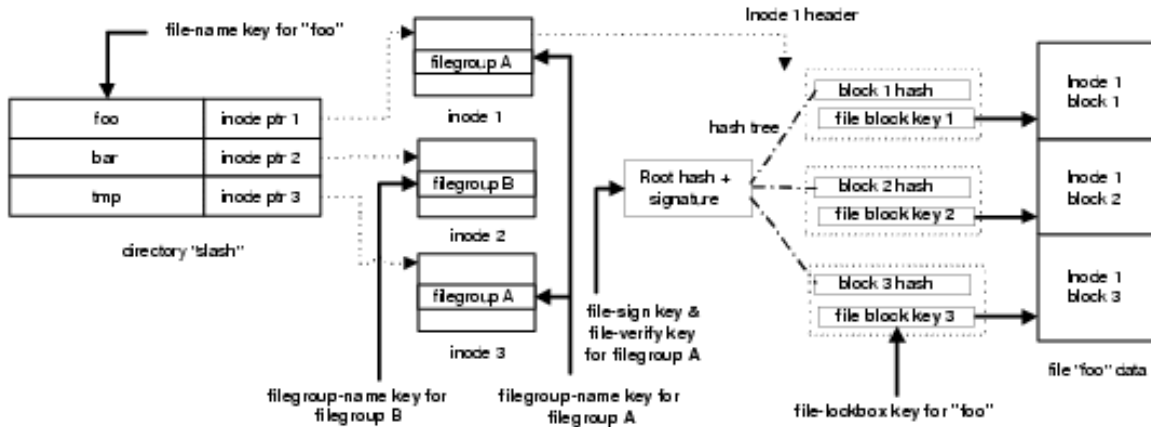 file-name key for "foo"
foo
inode ptr 1
bar
inode ptr 2
tmp
inode ptr 3
directory "slash"
filegroup A
inode 1
filegroup B
inode 2
filegroup A
inode 3
filegroup-name key for
filegroup B
filegroup-name key for
filegroup A
Inode 1 header
hash tree
Root hash +
signature
file-sign key &
file-verify key
for filegroup A
block 1 hash
file block key 1
block 2 hash
file block key 2
block 3 hash
file block key 3
file-lockbox key for "foo"
Inode 1
block 1
Inode 1
block 2
Inode 1
block 3
file "foo" data